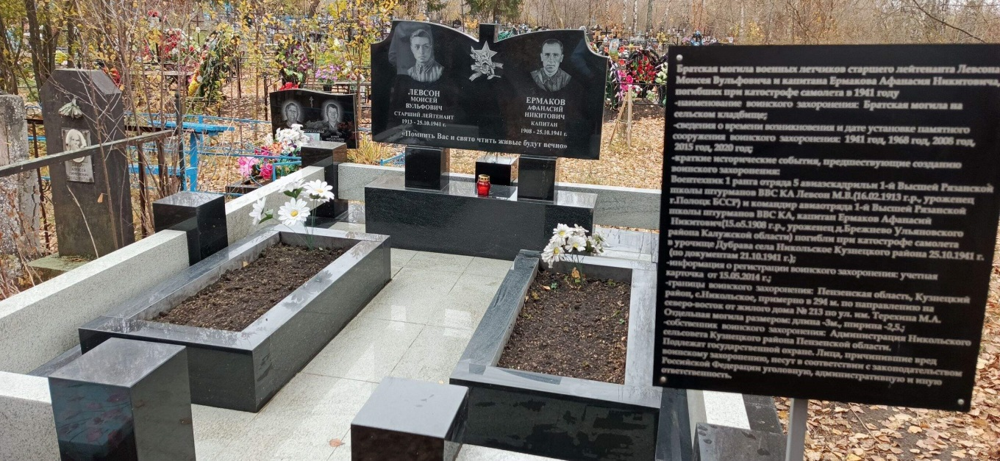 ЛЕВСОН
МОИСЕЙ
ВУЛЬФОВИЧ
СТАРШИЙ ЛЕЙТЕНАНТ
1913 - 25.10.1941 г.
ЕРМАКОВ
АФАНАСИЙ
НИКИТОВИЧ
КАПИТАН
1908 - 25.10.1941 г.
«Помнить Вас и свято чтить живые будут вечно»
Братская могила военных летчиков старшего лейтенанта Левсона
Моисея Вульфовича и капитана Ермакова Афанасия Никитовича,
погибших при катастрофе самолета в 1941 году
-наименование воинского захоронения: Братская могила на
сельском кладбище;
-сведения о времени возникновения и дате установке памятного
сооружения воинского захоронения: 1941 год, 1968 год, 2008 год,
2015 год, 2020 год;
-краткие исторические события, предшествующие созданию
воинского захоронения:
Воентехник 1 ранга отряда 5 авиаэскадрильи 1-й Высшей Рязанской
школы штурманов ВВС КА Левсон М.В.(16.02.1913 г.р., уроженец
г.Полоцк БССР) и командир авиаотряда 1-й Высшей Рязанской
школы штурманов ВВС КА, капитан Ермаков Афанасий
Никитович(15.о5.1908 г.р., уроженец д.Брежнево Ульяновского
района Калужской области) погибли при катастрофе самолета
в урочище Дубрава села Никольское Кузнецкого района 25.10.1941 г.
(по документам 21.10.1941 г.);
-информация о регистрации воинского захоронения: учетная
карточка от 15.05.2014 г.;
-границы воинского захоронения: Пензенская область, Кузнецкий
район, с.Никольское, примерно в 294 м. по направлению на
северо-восток от жилого дома № 213 по ул. им. Терехина М.А.
Отдельная могила размером: длина -3м., ширина -2,5.;
-собственник воинского захоронения: Администрация Никольского
сельсовета Кузнецкого района Пензенской области.
Подлежат государственной охране. Лица, причинившие вред
воинскому захоронению, несут в соответствии с законодательством
Российской Федерации уголовную, административную и иную
ответственность.